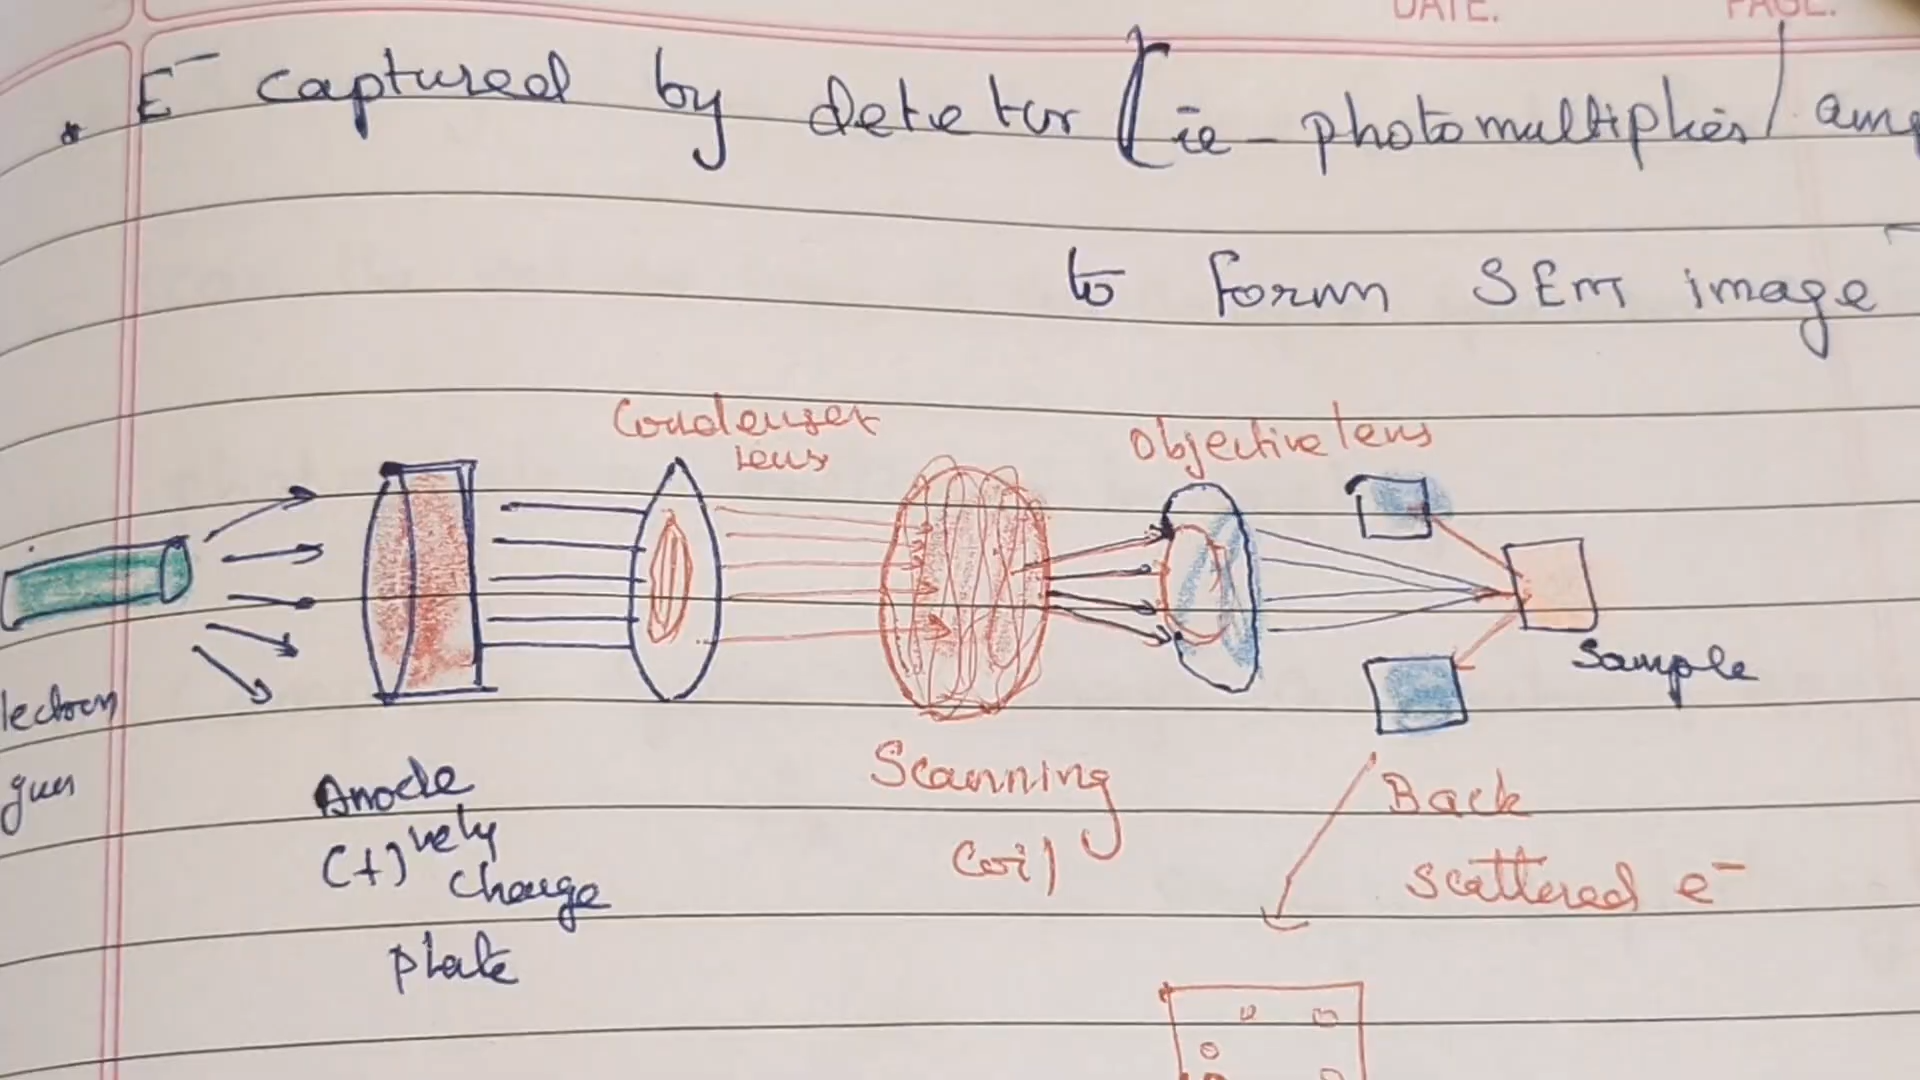 DATE. PAGE.
• E⁻ captured by detetor (ie - photomultiplier / amp
to form SEM image
Condenser lens
Objective lens
lectron gun
Sample
Anode
(+)vely charge
plate
Scanning
coil
Back
scattered e⁻